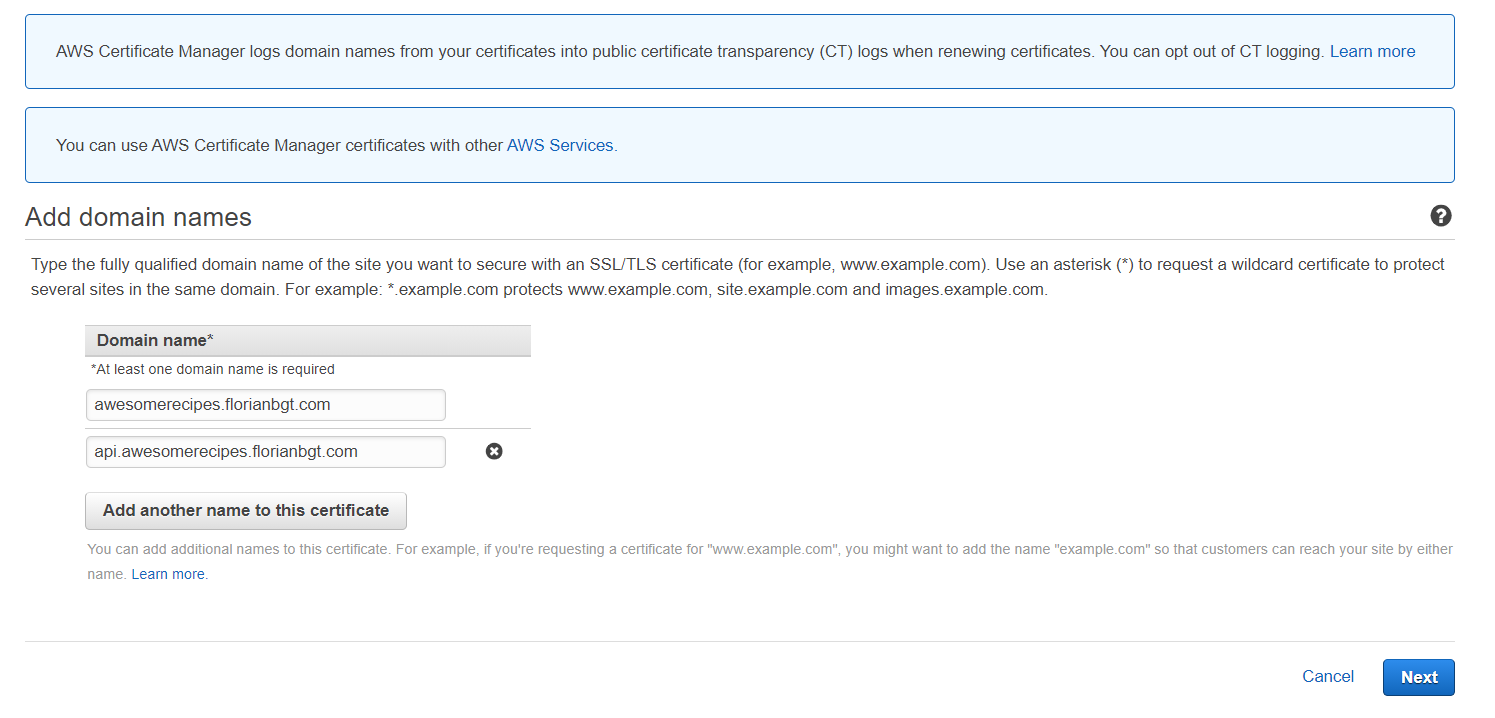 AWS Certificate Manager logs domain names from your certificates into public certificate transparency (CT) logs when renewing certificates. You can opt out of CT logging. Learn more
You can use AWS Certificate Manager certificates with other AWS Services.
Add domain names
Type the fully qualified domain name of the site you want to secure with an SSL/TLS certificate (for example, www.example.com). Use an asterisk (*) to request a wildcard certificate to protect
several sites in the same domain. For example: *.example.com protects www.example.com, site.example.com and images.example.com.
Domain name*
*At least one domain name is required
awesomerecipes.florianbgt.com
api.awesomerecipes.florianbgt.com
Add another name to this certificate
You can add additional names to this certificate. For example, if you're requesting a certificate for "www.example.com", you might want to add the name "example.com" so that customers can reach your site by either
name. Learn more.
Cancel
Next